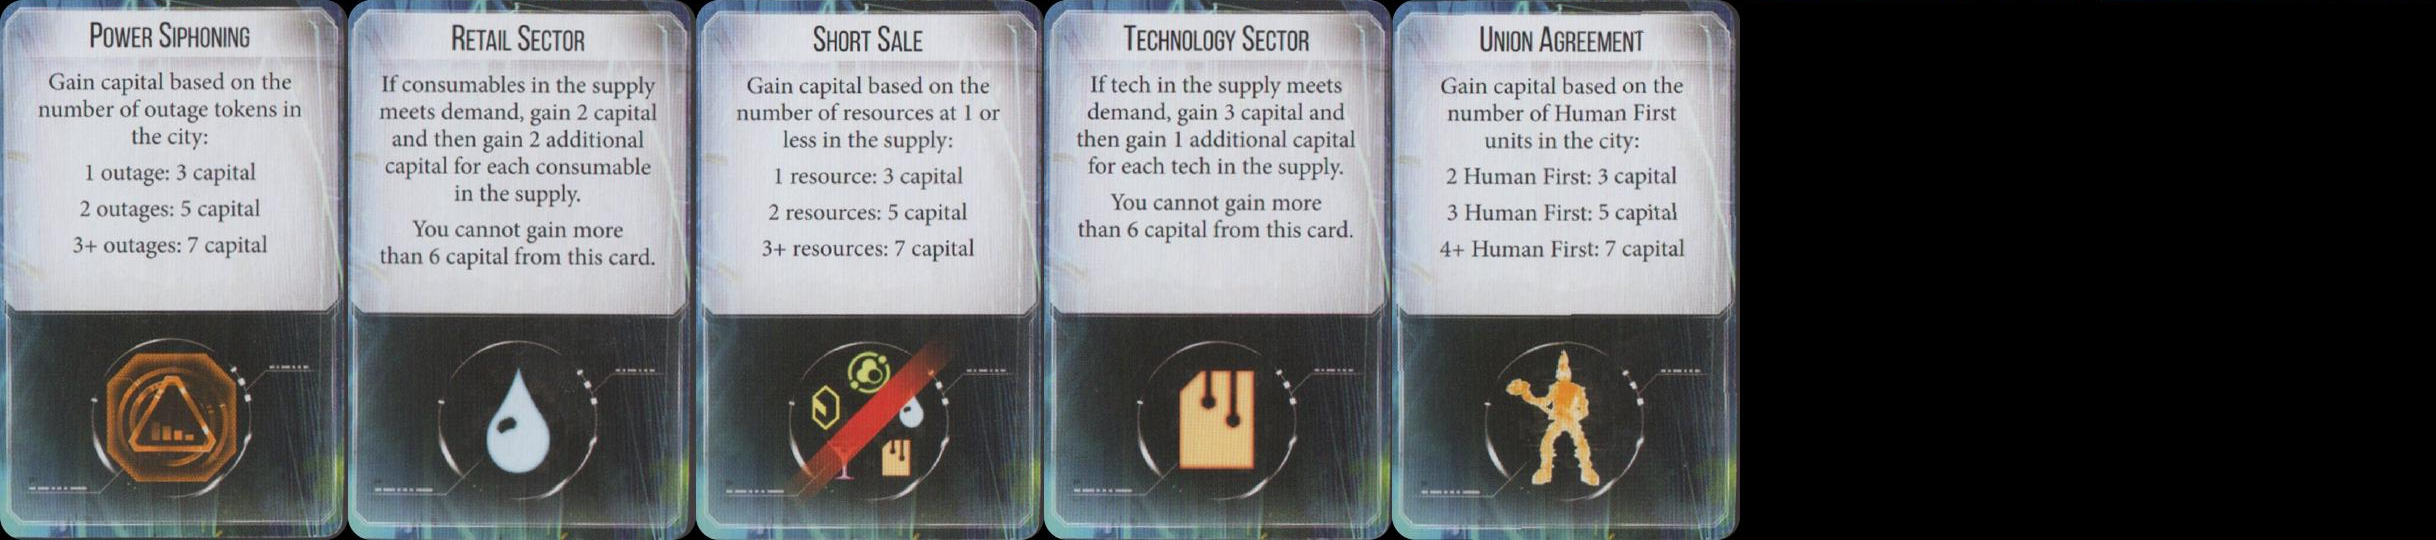 POWER SIPHONING
Gain capital based on the
number of outage tokens in
the city:
1 outage: 3 capital
2 outages: 5 capital
3+ outages: 7 capital
RETAIL SECTOR
If consumables in the supply
meets demand, gain 2 capital
and then gain 2 additional
capital for each consumable
in the supply.
You cannot gain more
than 6 capital from this card.
SHORT SALE
Gain capital based on the
number of resources at 1 or
less in the supply:
1 resource: 3 capital
2 resources: 5 capital
3+ resources: 7 capital
TECHNOLOGY SECTOR
If tech in the supply meets
demand, gain 3 capital and
then gain 1 additional capital
for each tech in the supply.
You cannot gain more
than 6 capital from this card.
UNION AGREEMENT
Gain capital based on the
number of Human First
units in the city:
2 Human First: 3 capital
3 Human First: 5 capital
4+ Human First: 7 capital